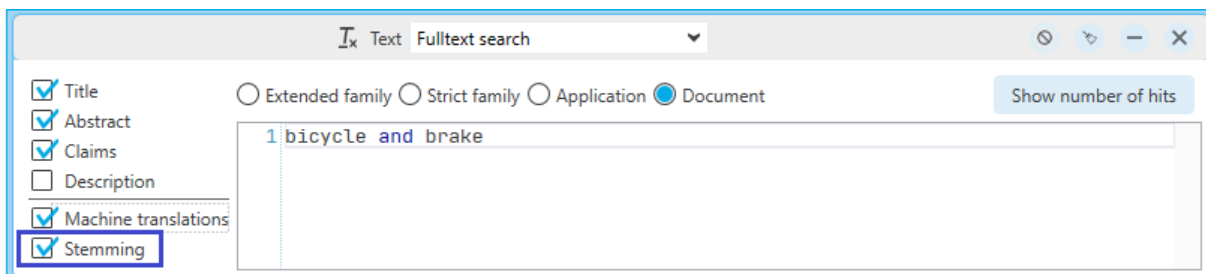 Text Fulltext search
Title
Abstract
Claims
Description
Machine translations
Stemming
Extended family Strict family Application Document
Show number of hits
1 bicycle and brake